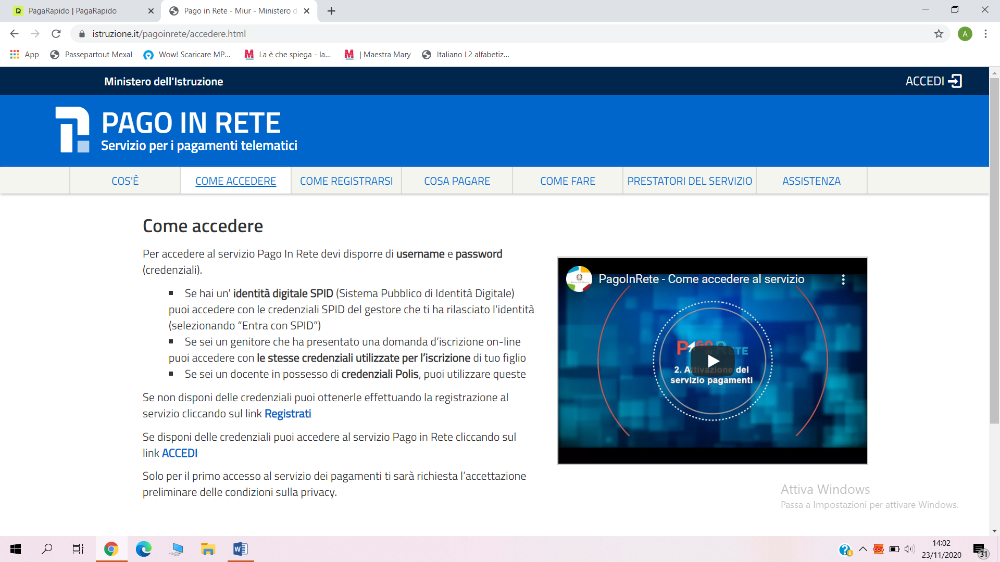 PagaRapido | PagaRapido
Pago in Rete - Miur - Ministero d
istruzione.it/pagoinrete/accedere.html
A
App
Passepartout Mexal
Wow! Scaricare MP...
La è che spiega - la...
| Maestra Mary
Italiano L2 alfabetiz...
Ministero dell'Istruzione
ACCEDI
PAGO IN RETE
Servizio per i pagamenti telematici
COS'È
COME ACCEDERE
COME REGISTRARSI
COSA PAGARE
COME FARE
PRESTATORI DEL SERVIZIO
ASSISTENZA
Come accedere
Per accedere al servizio Pago In Rete devi disporre di username e password
(credenziali).
Se hai un' identità digitale SPID (Sistema Pubblico di Identità Digitale)
puoi accedere con le credenziali SPID del gestore che ti ha rilasciato l'identità
(selezionando “Entra con SPID”)
Se sei un genitore che ha presentato una domanda d’iscrizione on-line
puoi accedere con le stesse credenziali utilizzate per l’iscrizione di tuo figlio
Se sei un docente in possesso di credenziali Polis, puoi utilizzare queste
Se non disponi delle credenziali puoi ottenerle effettuando la registrazione al
servizio cliccando sul link Registrati
Se disponi delle credenziali puoi accedere al servizio Pago in Rete cliccando sul
link ACCEDI
Solo per il primo accesso al servizio dei pagamenti ti sarà richiesta l’accettazione
preliminare delle condizioni sulla privacy.
PagoInRete - Come accedere al servizio
2. Attivazione del
servizio pagamenti
Attiva Windows
Passa a Impostazioni per attivare Windows.
14:02
23/11/2020
31